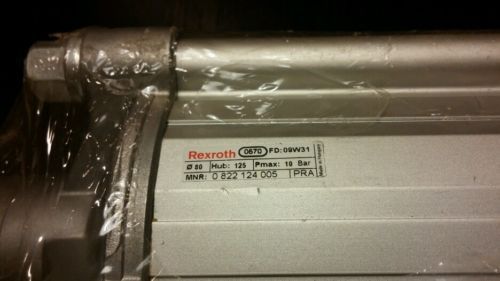 Rexroth 0670 FD: 09W31
Ø 80 Hub: 125 Pmax: 10 Bar
MNR: 0 822 124 005 PRA